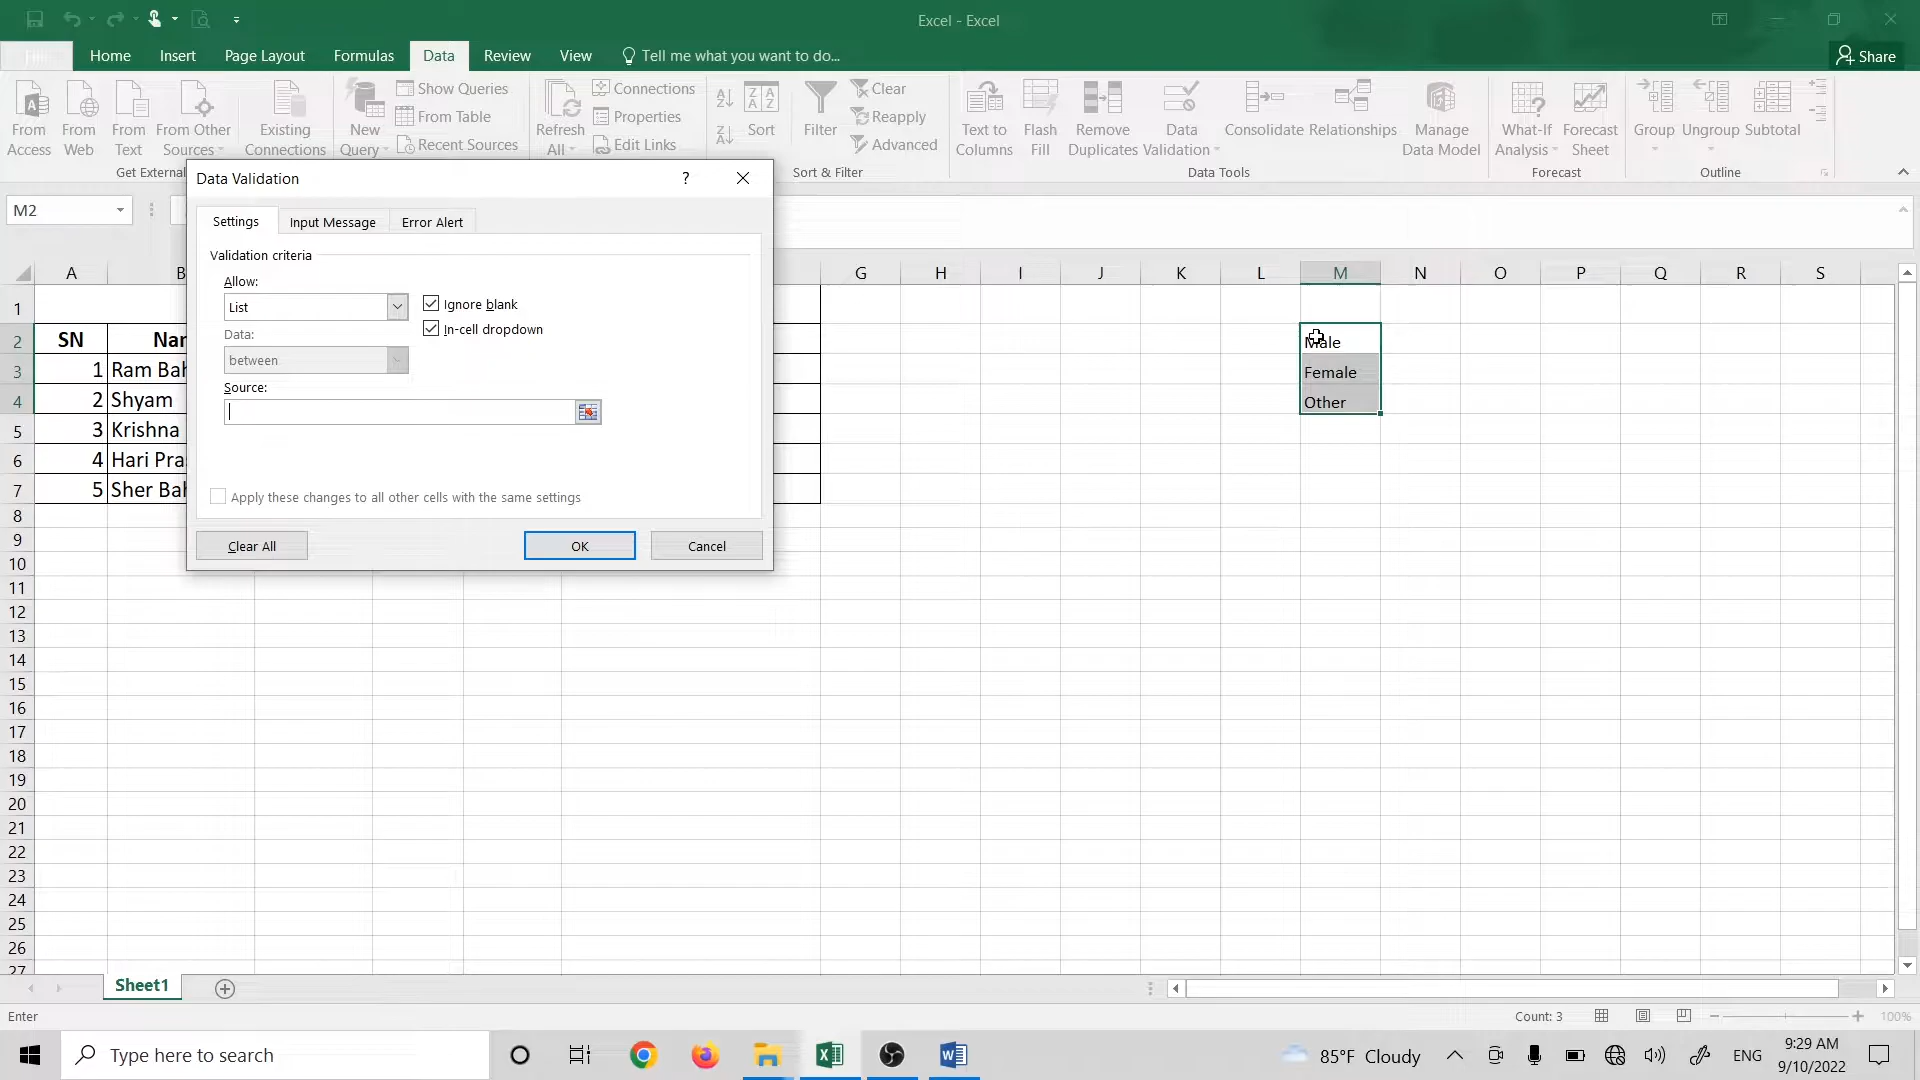 Excel - Excel
Home Insert Page Layout Formulas Data Review View Tell me what you want to do... Share
From Access
From Web
From Text
From Other Sources
Existing Connections
Get External
New Query
Show Queries
From Table
Recent Sources
Refresh All
Connections
Properties
Edit Links
Sort
Filter
Clear
Reapply
Advanced
Sort & Filter
Text to Columns
Flash Fill
Remove Duplicates
Data Validation
Consolidate
Relationships
Manage Data Model
Data Tools
What-If Analysis
Forecast Sheet
Forecast
Group
Ungroup
Subtotal
Outline
M2
Data Validation ?
Settings Input Message Error Alert
Validation criteria
Allow:
List
Ignore blank
Data:
In-cell dropdown
between
Source:
Apply these changes to all other cells with the same settings
Clear All OK Cancel
A B G H I J K L M N O P Q R S
1
2 SN Nar Male
3 1 Ram Bah Female
4 2 Shyam Other
5 3 Krishna
6 4 Hari Pra
7 5 Sher Bah
8
9
10
11
12
13
14
15
16
17
18
19
20
21
22
23
24
25
26
27
Sheet1
Enter Count: 3 100%
Type here to search 85°F Cloudy ENG 9:29 AM
9/10/2022